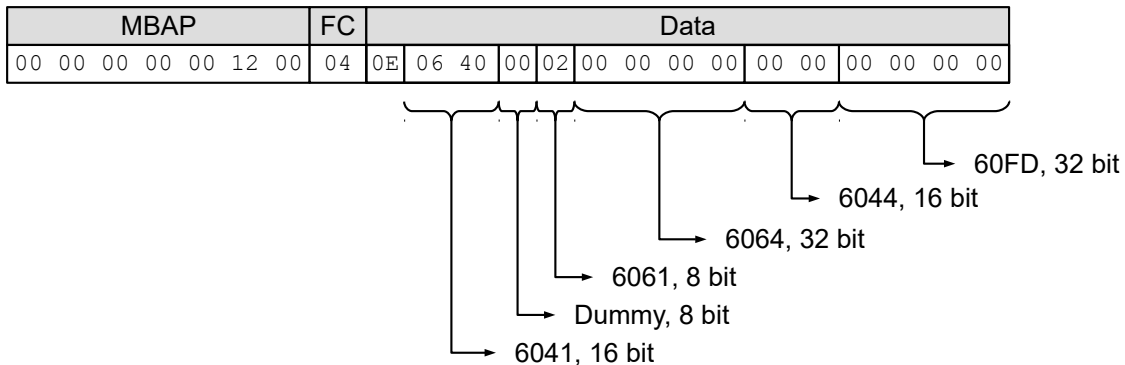 MBAP FC Data
00 00 00 00 00 12 00 04 0E 06 40 00 02 00 00 00 00 00 00 00 00 00 00
60FD, 32 bit
6044, 16 bit
6064, 32 bit
6061, 8 bit
Dummy, 8 bit
6041, 16 bit